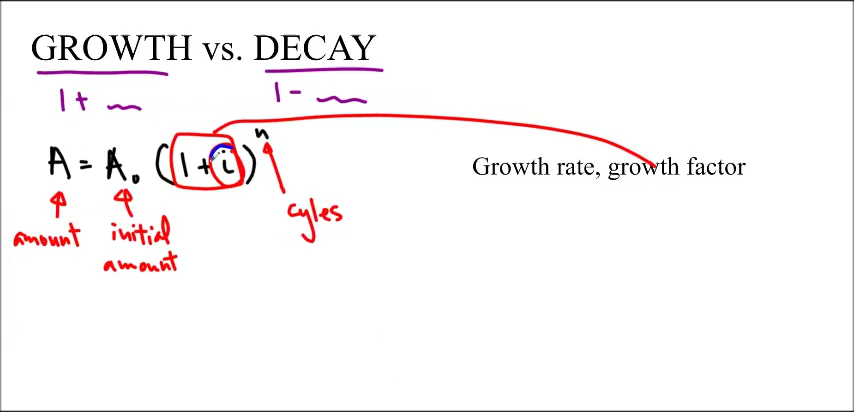 GROWTH vs. DECAY
1+ 1-
A = A₀ (1+i)ⁿ
Growth rate, growth factor
amount initial amount cyles